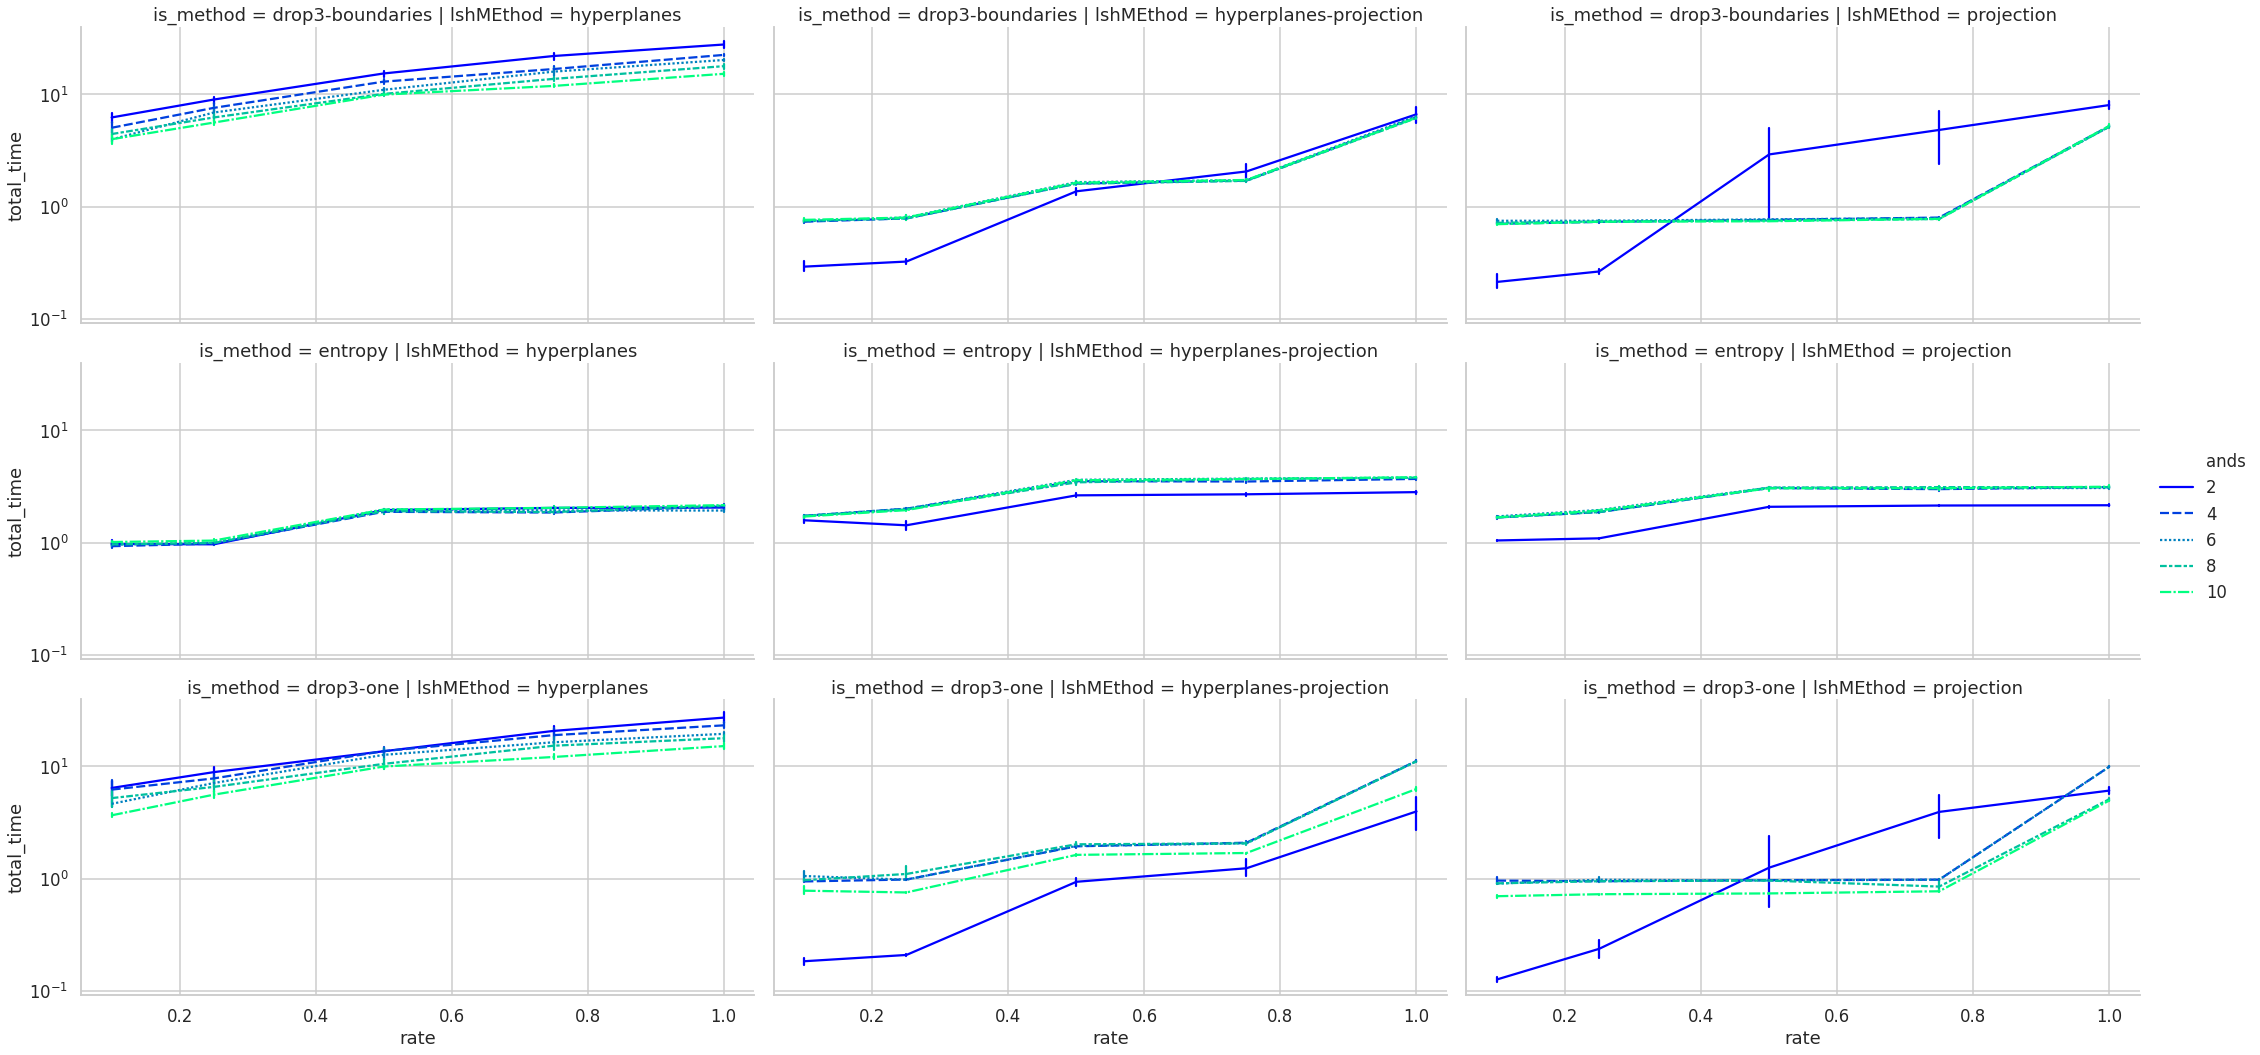 is_method = drop3-boundaries | lshMEthod = hyperplanes
is_method = drop3-boundaries | lshMEthod = hyperplanes-projection
is_method = drop3-boundaries | lshMEthod = projection
10¹
10⁰
10⁻¹
total_time
is_method = entropy | lshMEthod = hyperplanes
is_method = entropy | lshMEthod = hyperplanes-projection
is_method = entropy | lshMEthod = projection
10¹
10⁰
10⁻¹
total_time
ands
2
4
6
8
10
is_method = drop3-one | lshMEthod = hyperplanes
is_method = drop3-one | lshMEthod = hyperplanes-projection
is_method = drop3-one | lshMEthod = projection
10¹
10⁰
10⁻¹
total_time
0.2 0.4 0.6 0.8 1.0
0.2 0.4 0.6 0.8 1.0
0.2 0.4 0.6 0.8 1.0
rate
rate
rate